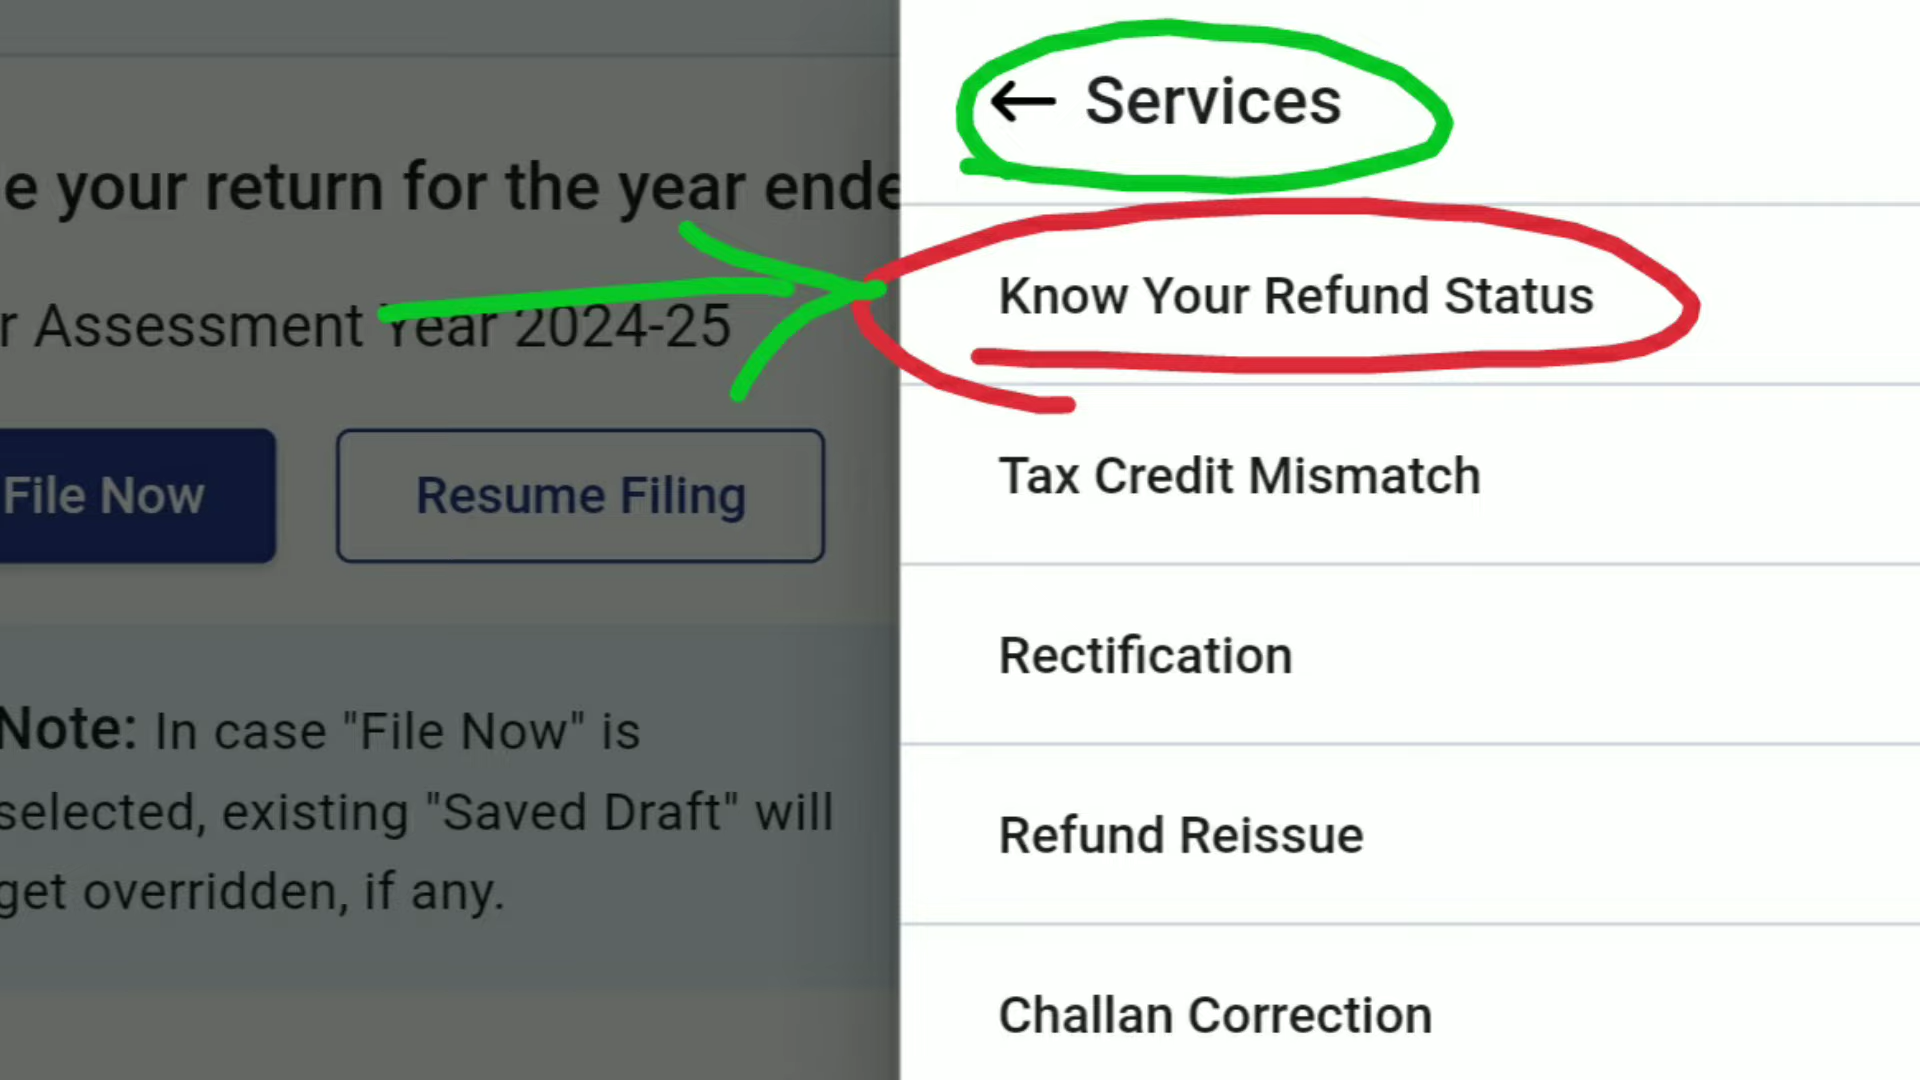 e your return for the year ende
r Assessment Year 2024-25
File Now
Resume Filing
Note: In case "File Now" is
selected, existing "Saved Draft" will
get overridden, if any.
← Services
Know Your Refund Status
Tax Credit Mismatch
Rectification
Refund Reissue
Challan Correction